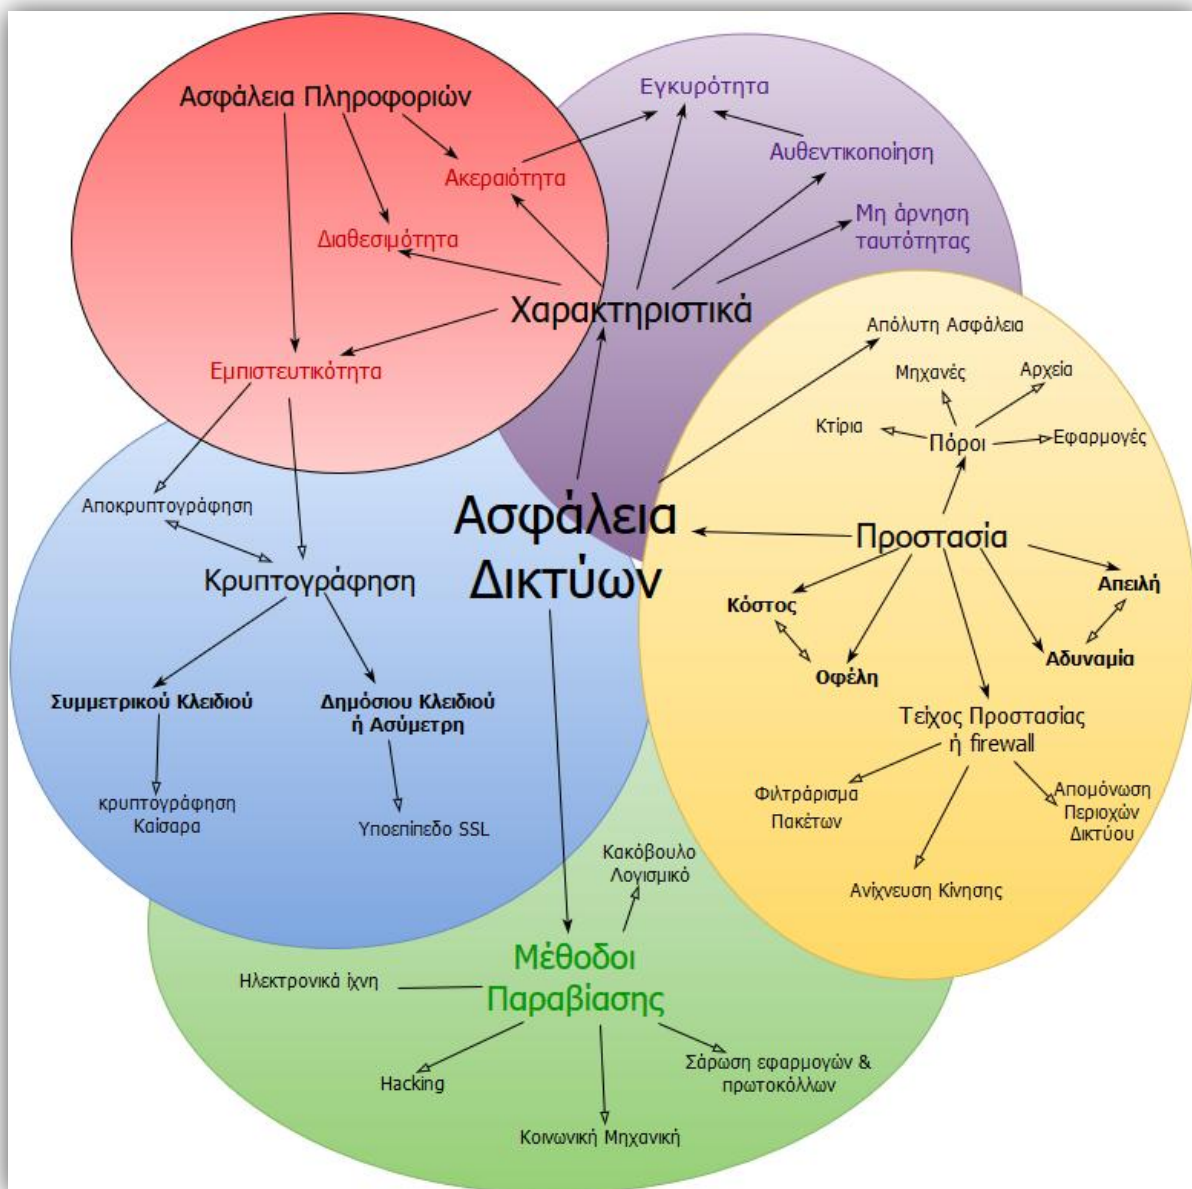 Ασφάλεια Πληροφοριών
Ακεραιότητα
Διαθεσιμότητα
Εμπιστευτικότητα
Εγκυρότητα
Αυθεντικοποίηση
Μη άρνηση
ταυτότητας
Χαρακτηριστικά
Απόλυτη Ασφάλεια
Μηχανές
Αρχεία
Κτίρια
Πόροι
Εφαρμογές
Ασφάλεια
Δικτύων
Προστασία
Κόστος
Οφέλη
Απειλή
Αδυναμία
Τείχος Προστασίας
ή firewall
Φιλτράρισμα
Πακέτων
Απομόνωση
Περιοχών
Δικτύου
Ανίχνευση Κίνησης
Αποκρυπτογράφηση
Κρυπτογράφηση
Συμμετρικού Κλειδιού
Δημόσιου Κλειδιού
ή Ασύμετρη
κρυπτογράφηση
Καίσαρα
Υποεπίπεδο SSL
Κακόβουλο
Λογισμικό
Μέθοδοι
Παραβίασης
Ηλεκτρονικά ίχνη
Hacking
Κοινωνική Μηχανική
Σάρωση εφαρμογών &
πρωτοκόλλων